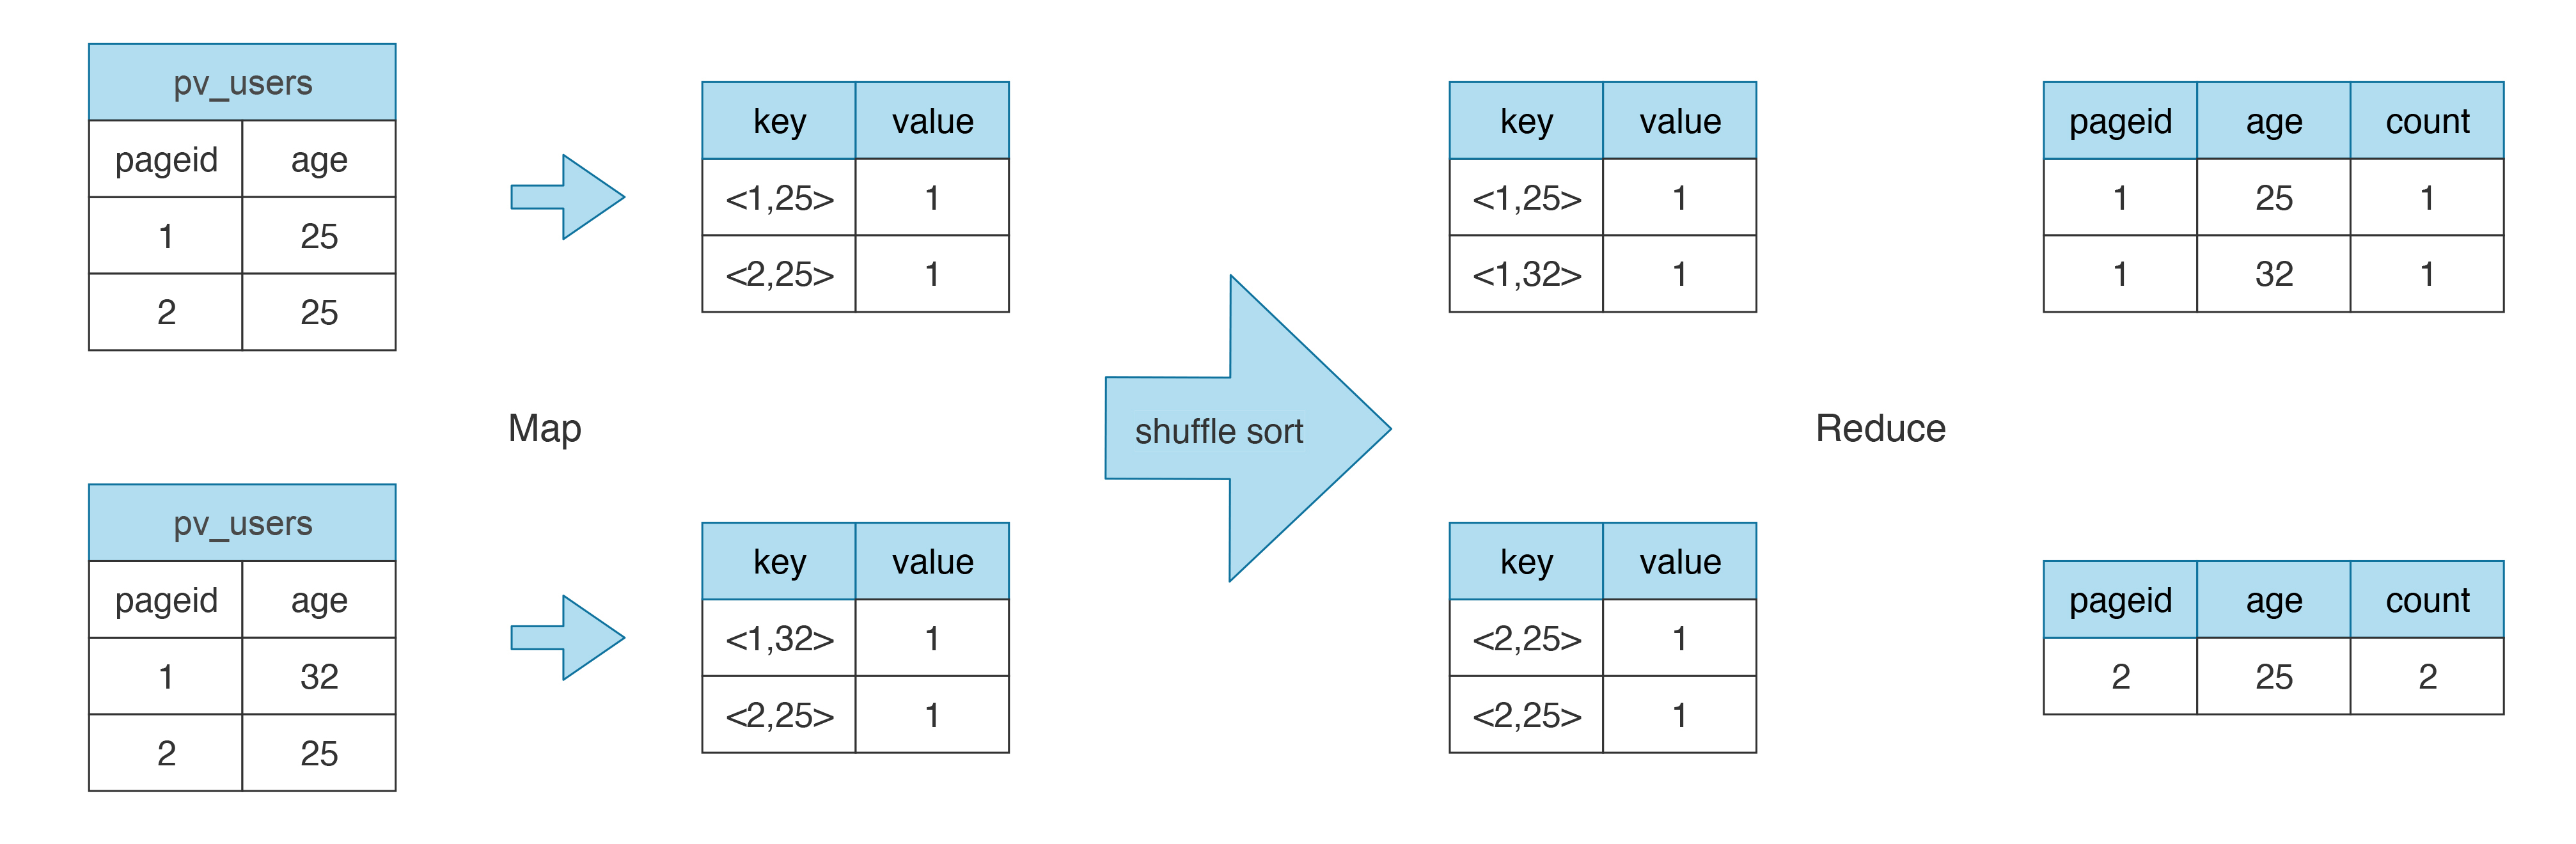 pv_users
pageid age
1 25
2 25
key value
<1,25> 1
<2,25> 1
key value
<1,25> 1
<1,32> 1
pageid age count
1 25 1
1 32 1
Map
shuffle sort
Reduce
pv_users
pageid age
1 32
2 25
key value
<1,32> 1
<2,25> 1
key value
<2,25> 1
<2,25> 1
pageid age count
2 25 2